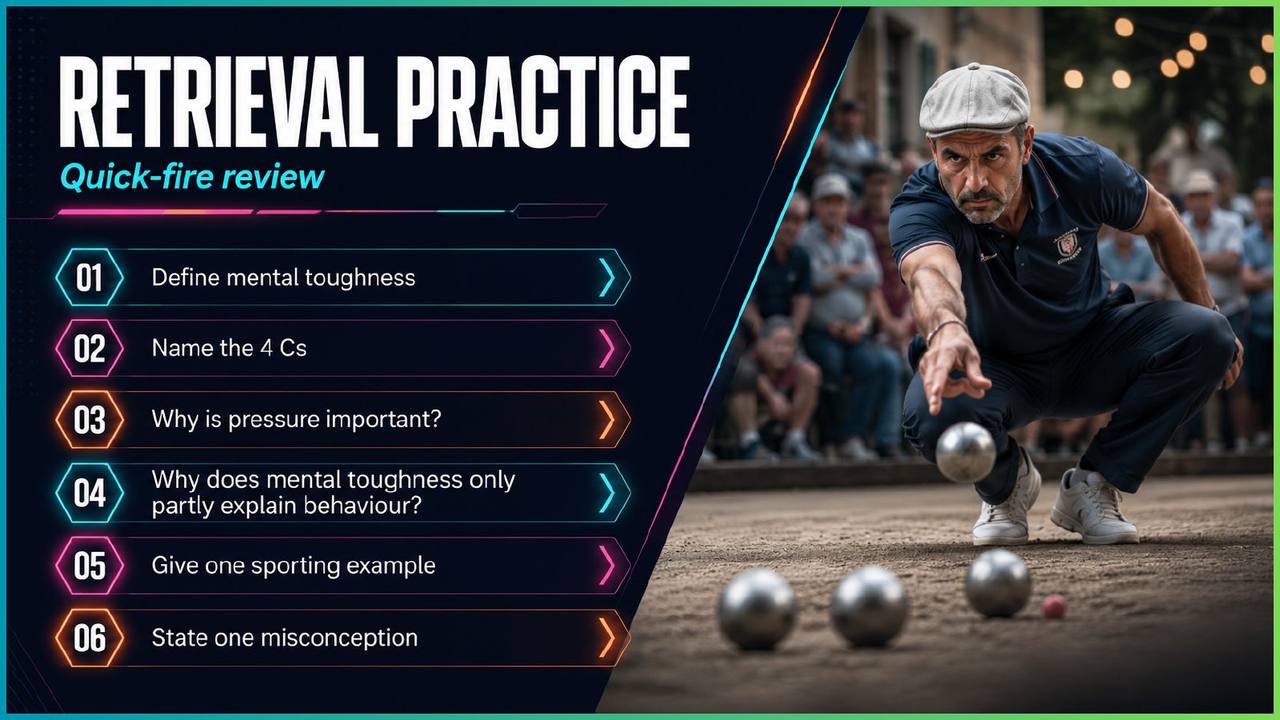 RETRIEVAL PRACTICE
Quick-fire review
01 Define mental toughness
02 Name the 4 Cs
03 Why is pressure important?
04 Why does mental toughness only
partly explain behaviour?
05 Give one sporting example
06 State one misconception